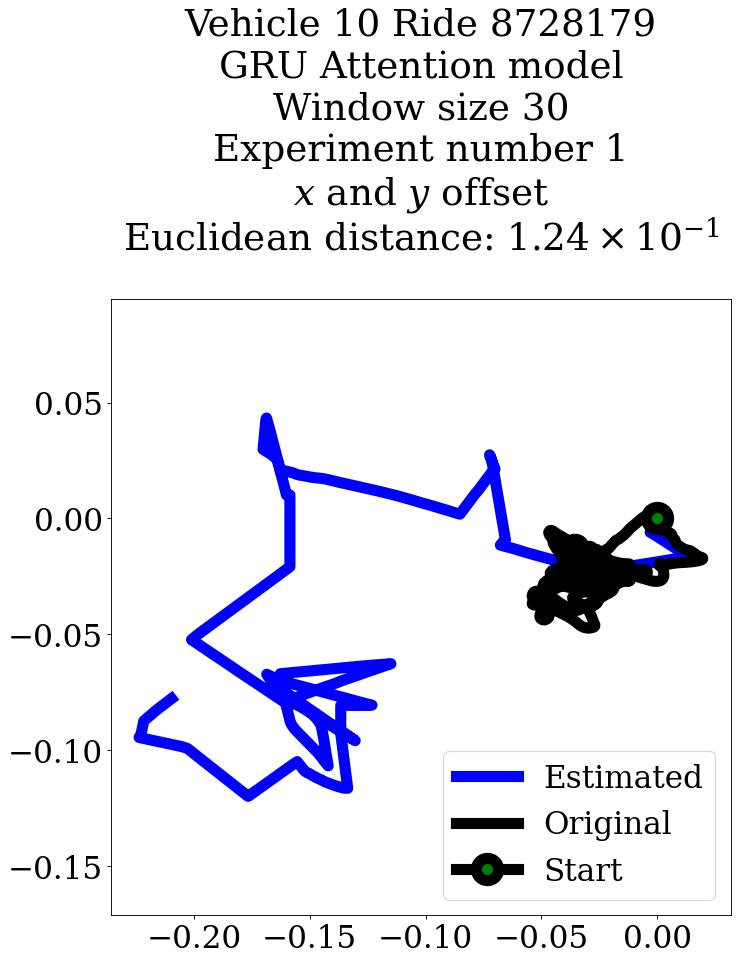 Vehicle 10 Ride 8728179
GRU Attention model
Window size 30
Experiment number 1
x and y offset
Euclidean distance: 1.24 × 10⁻¹
0.05
0.00
−0.05
−0.10
−0.15
Estimated
Original
Start
−0.20 −0.15 −0.10 −0.05 0.00